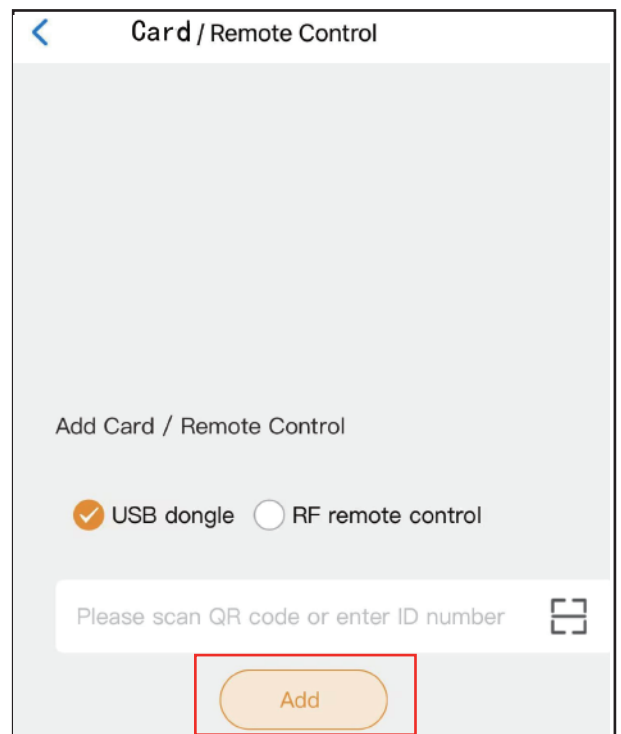 Card / Remote Control
Add Card / Remote Control
USB dongle RF remote control
Please scan QR code or enter ID number
Add